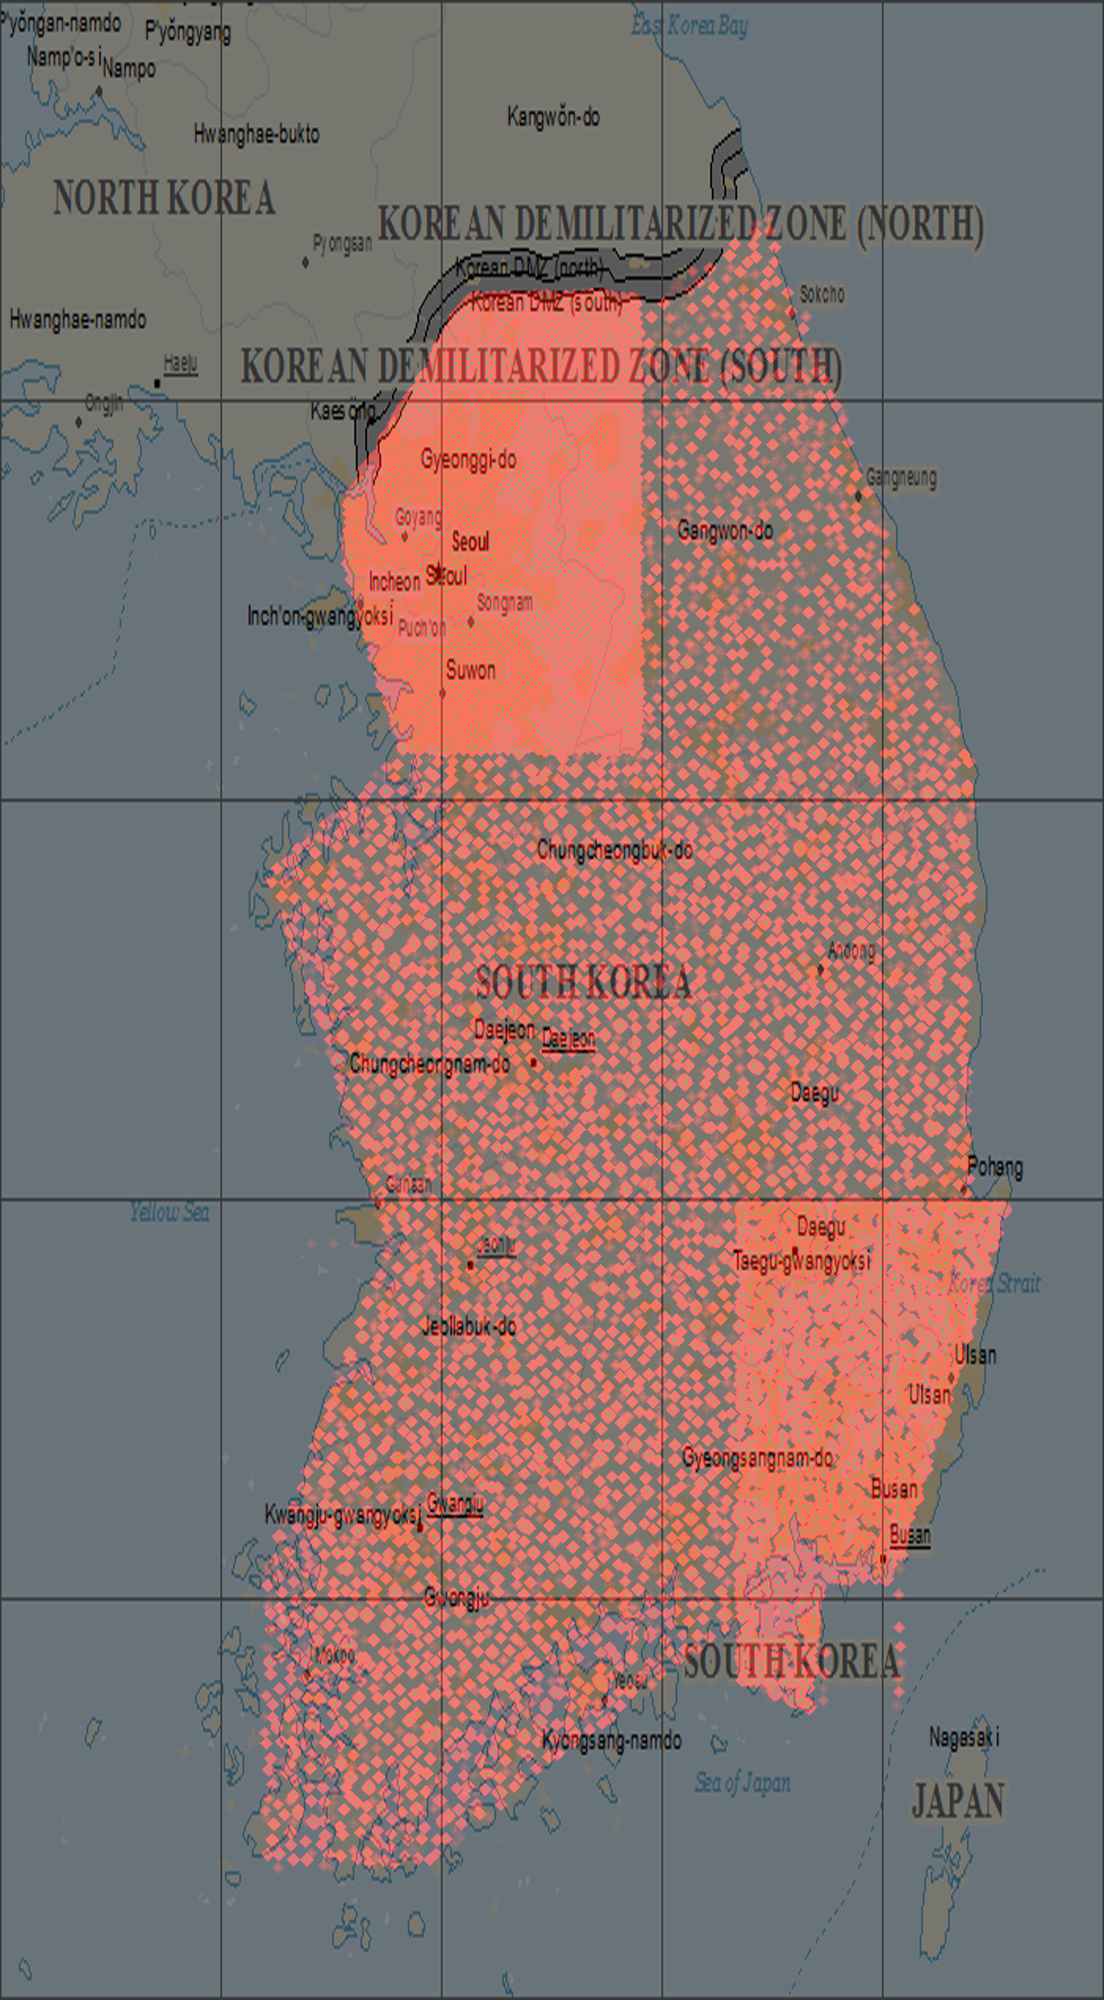 P'yŏngan-namdo
P'yŏngyang
East Korea Bay
Namp'o-si
Nampo
Kangwŏn-do
Hwanghae-bukto
NORTH KOREA
KOREAN DEMILITARIZED ZONE (NORTH)
Pyongsan
Korean DMZ (north)
Sokcho
Korean DMZ (south)
Hwanghae-namdo
Haeju
KOREAN DEMILITARIZED ZONE (SOUTH)
Ongjin
Kaesŏng
Gyeonggi-do
Gangneung
Goyang
Gangwon-do
Seoul
Seoul
Incheon
Songnam
Inch'on-gwangyoksi
Puch'on
Suwon
Chungcheongbuk-do
Andong
SOUTH KOREA
Daejeon
Daejeon
Chungcheongnam-do
Daegu
Pohang
Gunsan
Yellow Sea
Daegu
Jeonju
Taegu-gwangyoksi
Korea Strait
Jeollabuk-do
Ulsan
Ulsan
Gyeongsangnam-do
Busan
Gwangju
Kwangju-gwangyoksi
Busan
Gwongju
Mokpo
SOUTH KOREA
Yeosu
Kyongsang-namdo
Nagasaki
Sea of Japan
JAPAN